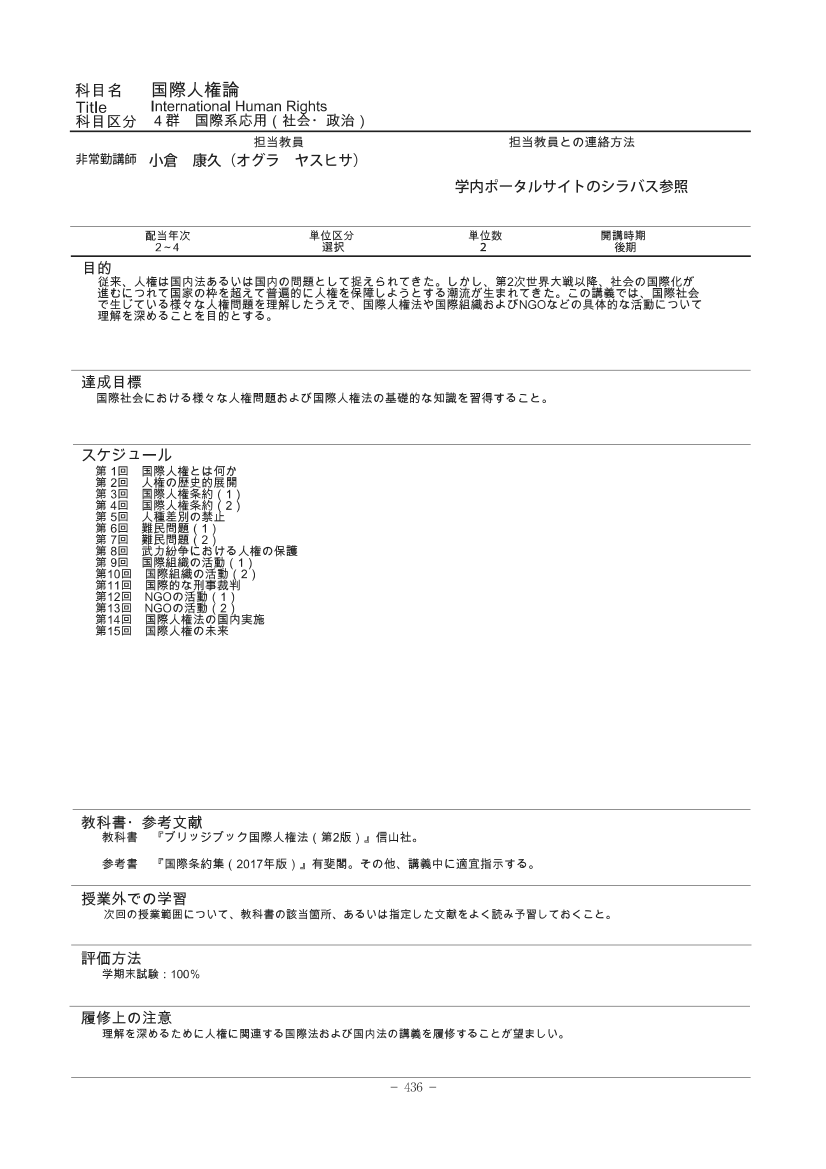 科目名　国際人権論
Title　International Human Rights
科目区分　４群　国際系応用（社会・政治）
担当教員　担当教員との連絡方法
非常勤講師　小倉　康久（オグラ　ヤスヒサ）
学内ポータルサイトのシラバス参照
配当年次　単位区分　単位数　開講時期
2～4　選択　2　後期
目的
従来、人権は国内法あるいは国内の問題として捉えられてきた。しかし、第2次世界大戦以降、社会の国際化が
進むにつれて国家の枠を超えて普遍的に人権を保障しようとする潮流が生まれてきた。この講義では、国際社会
で生じている様々な人権問題を理解したうえで、国際人権法や国際組織およびNGOなどの具体的な活動について
理解を深めることを目的とする。
達成目標
国際社会における様々な人権問題および国際人権法の基礎的な知識を習得すること。
スケジュール
第 1回　国際人権とは何か
第 2回　人権の歴史的展開
第 3回　国際人権条約（1）
第 4回　国際人権条約（2）
第 5回　人種差別の禁止
第 6回　難民問題（1）
第 7回　難民問題（2）
第 8回　武力紛争における人権の保護
第 9回　国際組織の活動（1）
第10回　国際組織の活動（2）
第11回　国際的な刑事裁判
第12回　NGOの活動（1）
第13回　NGOの活動（2）
第14回　国際人権法の国内実施
第15回　国際人権の未来
教科書・参考文献
教科書　『ブリッジブック国際人権法（第2版）』信山社。
参考書　『国際条約集（2017年版）』有斐閣。その他、講義中に適宜指示する。
授業外での学習
次回の授業範囲について、教科書の該当箇所、あるいは指定した文献をよく読み予習しておくこと。
評価方法
学期末試験：100%
履修上の注意
理解を深めるために人権に関連する国際法および国内法の講義を履修することが望ましい。
－ 436 －